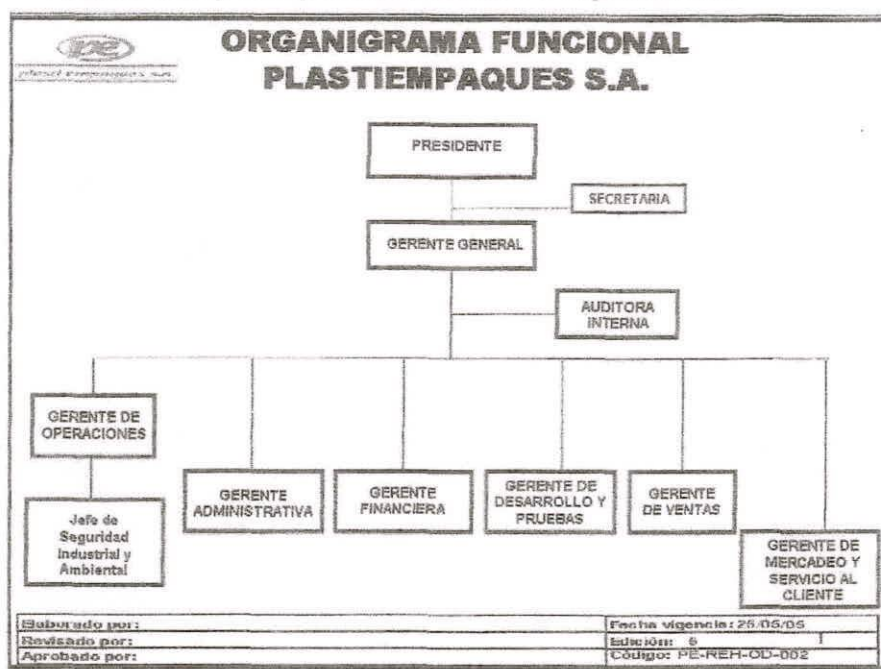 ORGANIGRAMA FUNCIONAL
PLASTIEMPAQUES S.A.
pe
PRESIDENTE
SECRETARIA
GERENTE GENERAL
AUDITORA
INTERNA
GERENTE DE
OPERACIONES
Jefe de
Seguridad
Industrial y
Ambiental
GERENTE
ADMINISTRATIVA
GERENTE
FINANCIERA
GERENTE DE
DESARROLLO Y
PRUEBAS
GERENTE
DE VENTAS
GERENTE DE
MERCADEO Y
SERVICIO AL
CLIENTE
Elaborado por:
Revisado por:
Aprobado por:
Fecha vigencia: 25/05/05
Edición: 6
Código: PE-REH-OD-002